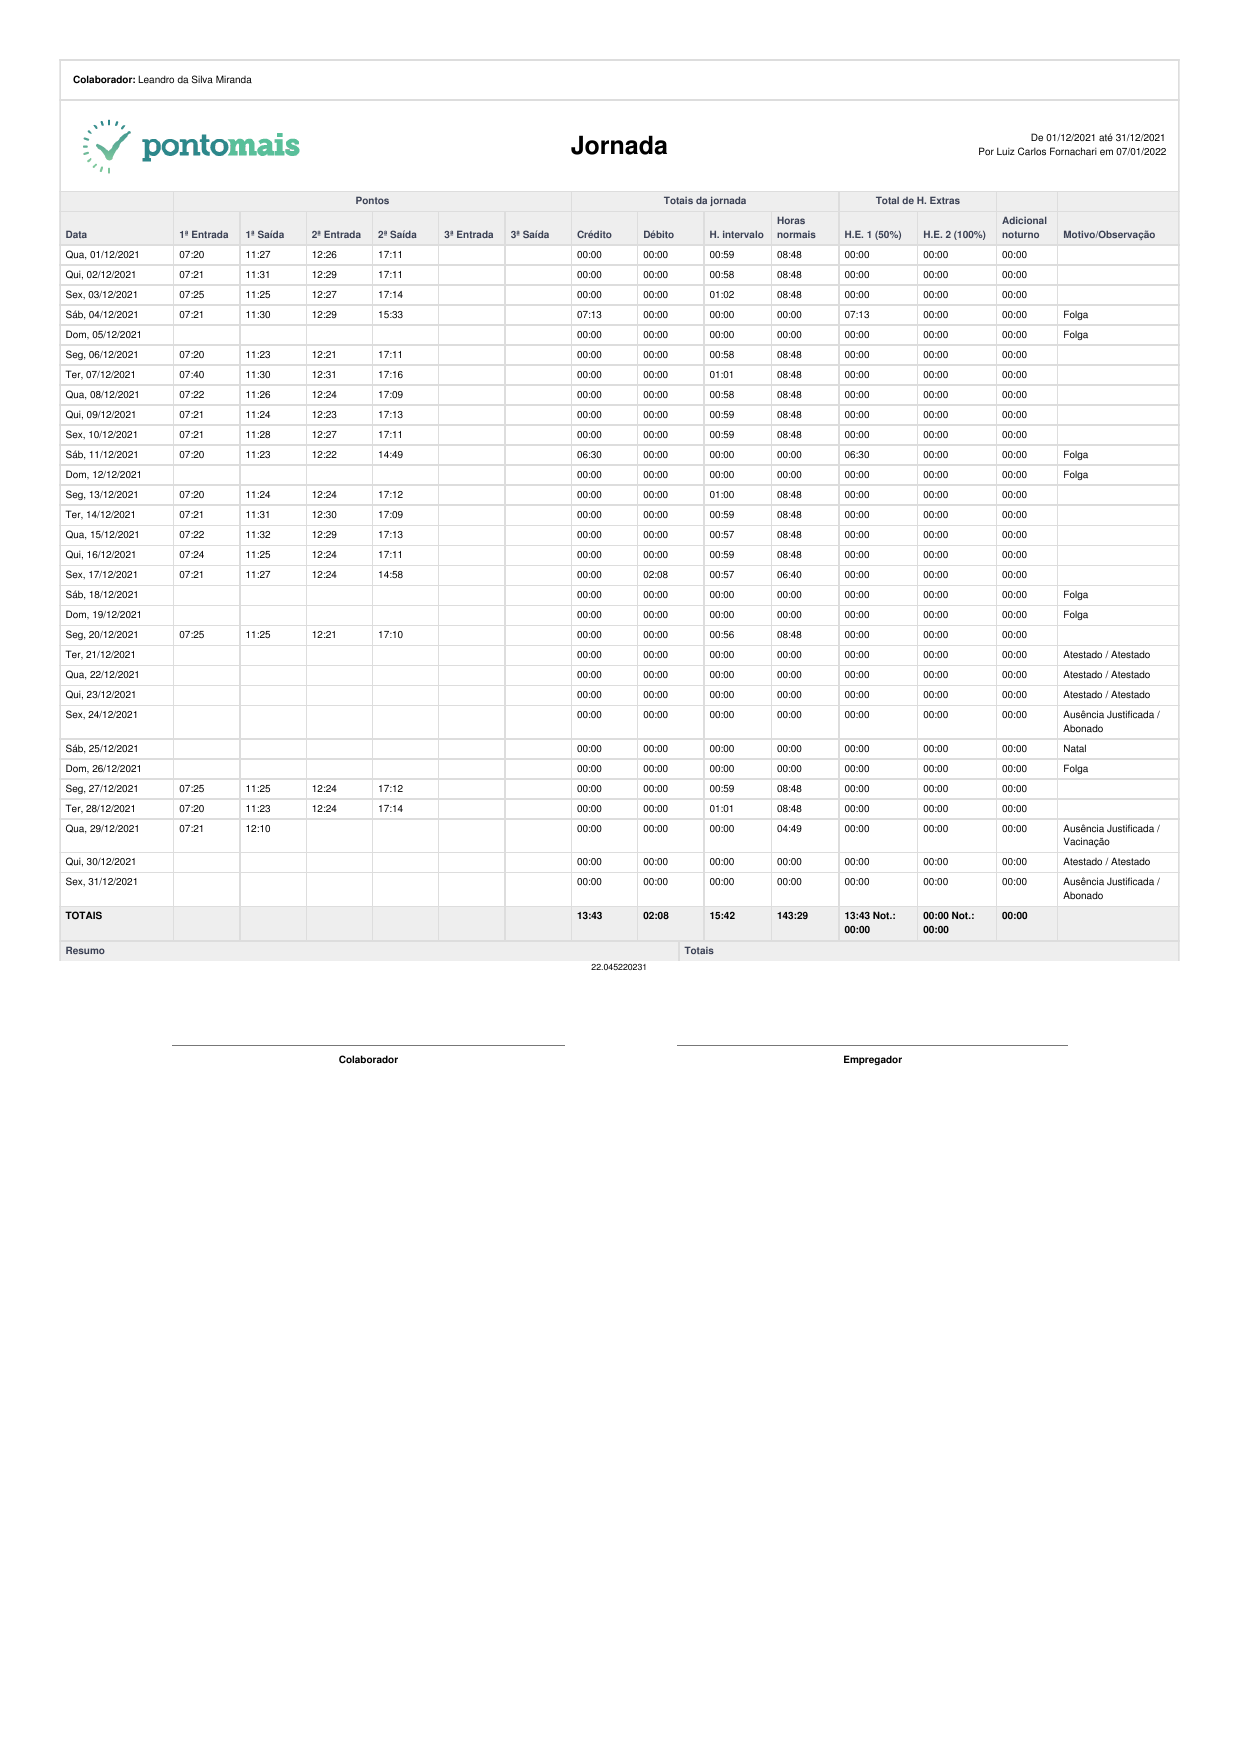 Colaborador: Leandro da Silva Miranda
pontomais
Jornada
De 01/12/2021 até 31/12/2021
Por Luiz Carlos Fornachari em 07/01/2022
Pontos Totais da jornada Total de H. Extras
Data 1ª Entrada 1ª Saída 2ª Entrada 2ª Saída 3ª Entrada 3ª Saída Crédito Débito H. intervalo Horas normais H.E. 1 (50%) H.E. 2 (100%) Adicional noturno Motivo/Observação
Qua, 01/12/2021 07:20 11:27 12:26 17:11 00:00 00:00 00:59 08:48 00:00 00:00 00:00
Qui, 02/12/2021 07:21 11:31 12:29 17:11 00:00 00:00 00:58 08:48 00:00 00:00 00:00
Sex, 03/12/2021 07:25 11:25 12:27 17:14 00:00 00:00 01:02 08:48 00:00 00:00 00:00
Sáb, 04/12/2021 07:21 11:30 12:29 15:33 07:13 00:00 00:00 00:00 07:13 00:00 00:00 Folga
Dom, 05/12/2021 00:00 00:00 00:00 00:00 00:00 00:00 00:00 Folga
Seg, 06/12/2021 07:20 11:23 12:21 17:11 00:00 00:00 00:58 08:48 00:00 00:00 00:00
Ter, 07/12/2021 07:40 11:30 12:31 17:16 00:00 00:00 01:01 08:48 00:00 00:00 00:00
Qua, 08/12/2021 07:22 11:26 12:24 17:09 00:00 00:00 00:58 08:48 00:00 00:00 00:00
Qui, 09/12/2021 07:21 11:24 12:23 17:13 00:00 00:00 00:59 08:48 00:00 00:00 00:00
Sex, 10/12/2021 07:21 11:28 12:27 17:11 00:00 00:00 00:59 08:48 00:00 00:00 00:00
Sáb, 11/12/2021 07:20 11:23 12:22 14:49 06:30 00:00 00:00 00:00 06:30 00:00 00:00 Folga
Dom, 12/12/2021 00:00 00:00 00:00 00:00 00:00 00:00 00:00 Folga
Seg, 13/12/2021 07:20 11:24 12:24 17:12 00:00 00:00 01:00 08:48 00:00 00:00 00:00
Ter, 14/12/2021 07:21 11:31 12:30 17:09 00:00 00:00 00:59 08:48 00:00 00:00 00:00
Qua, 15/12/2021 07:22 11:32 12:29 17:13 00:00 00:00 00:57 08:48 00:00 00:00 00:00
Qui, 16/12/2021 07:24 11:25 12:24 17:11 00:00 00:00 00:59 08:48 00:00 00:00 00:00
Sex, 17/12/2021 07:21 11:27 12:24 14:58 00:00 02:08 00:57 06:40 00:00 00:00 00:00
Sáb, 18/12/2021 00:00 00:00 00:00 00:00 00:00 00:00 00:00 Folga
Dom, 19/12/2021 00:00 00:00 00:00 00:00 00:00 00:00 00:00 Folga
Seg, 20/12/2021 07:25 11:25 12:21 17:10 00:00 00:00 00:56 08:48 00:00 00:00 00:00
Ter, 21/12/2021 00:00 00:00 00:00 00:00 00:00 00:00 00:00 Atestado / Atestado
Qua, 22/12/2021 00:00 00:00 00:00 00:00 00:00 00:00 00:00 Atestado / Atestado
Qui, 23/12/2021 00:00 00:00 00:00 00:00 00:00 00:00 00:00 Atestado / Atestado
Sex, 24/12/2021 00:00 00:00 00:00 00:00 00:00 00:00 00:00 Ausência Justificada /
Abonado
Sáb, 25/12/2021 00:00 00:00 00:00 00:00 00:00 00:00 00:00 Natal
Dom, 26/12/2021 00:00 00:00 00:00 00:00 00:00 00:00 00:00 Folga
Seg, 27/12/2021 07:25 11:25 12:24 17:12 00:00 00:00 00:59 08:48 00:00 00:00 00:00
Ter, 28/12/2021 07:20 11:23 12:24 17:14 00:00 00:00 01:01 08:48 00:00 00:00 00:00
Qua, 29/12/2021 07:21 12:10 00:00 00:00 00:00 04:49 00:00 00:00 00:00 Ausência Justificada /
Vacinação
Qui, 30/12/2021 00:00 00:00 00:00 00:00 00:00 00:00 00:00 Atestado / Atestado
Sex, 31/12/2021 00:00 00:00 00:00 00:00 00:00 00:00 00:00 Ausência Justificada /
Abonado
TOTAIS 13:43 02:08 15:42 143:29 13:43 Not.: 00:00 Not.: 00:00
00:00 00:00
Resumo Totais
22.045220231
Colaborador Empregador